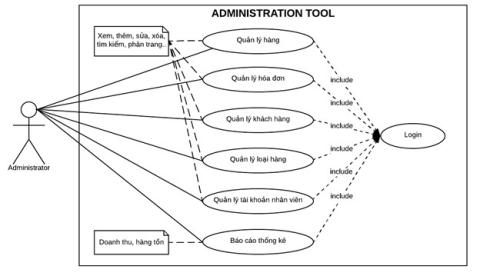 ADMINISTRATION TOOL
Xem, thêm, sửa, xóa,
tìm kiếm, phân trang..
Quản lý hàng
include
Quản lý hóa đơn
include
Quản lý khách hàng
include
Login
Quản lý loại hàng
include
Administrator
Quản lý tài khoản nhân viên
include
include
Doanh thu, hàng tồn
Báo cáo thống kê